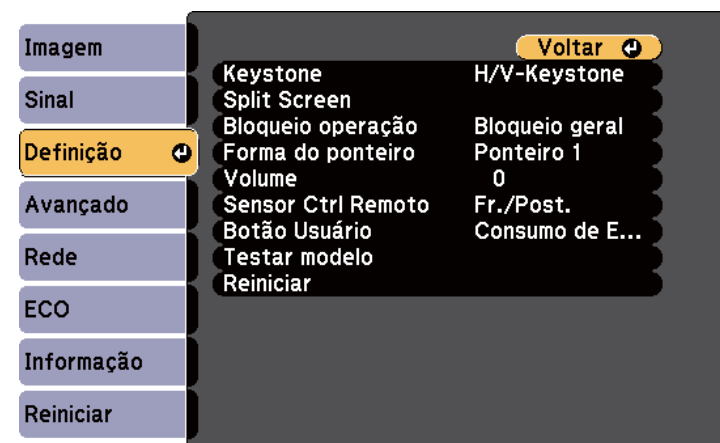 Imagem
Sinal
Definição
Avançado
Rede
ECO
Informação
Reiniciar
Voltar
Keystone H/V-Keystone
Split Screen
Bloqueio operação Bloqueio geral
Forma do ponteiro Ponteiro 1
Volume 0
Sensor Ctrl Remoto Fr./Post.
Botão Usuário Consumo de E...
Testar modelo
Reiniciar